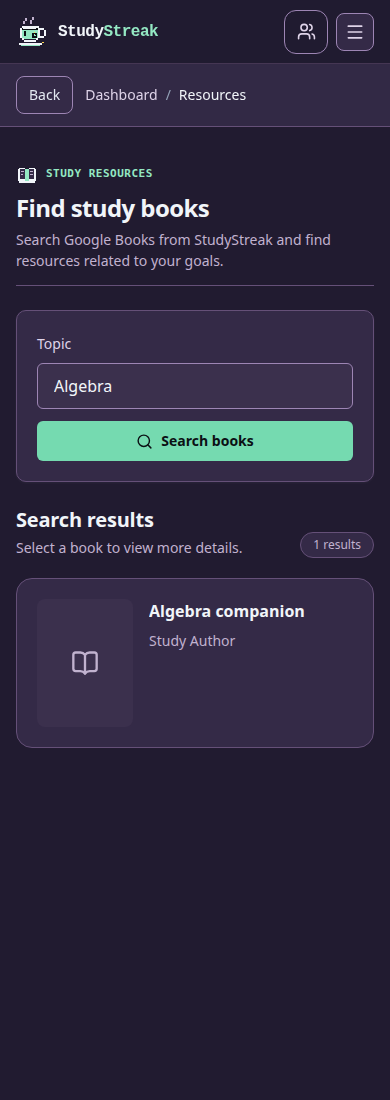 StudyStreak
Back Dashboard / Resources
STUDY RESOURCES
Find study books
Search Google Books from StudyStreak and find
resources related to your goals.
Topic
Algebra
Search books
Search results
Select a book to view more details.
1 results
Algebra companion
Study Author